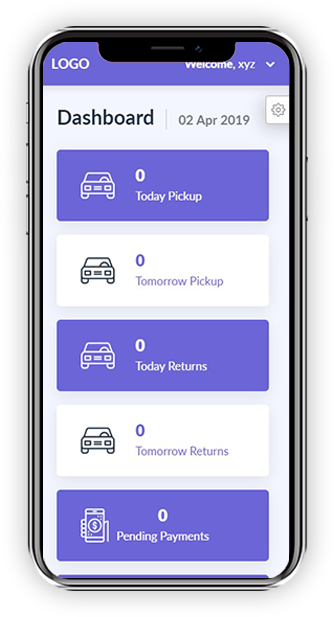 LOGO
Welcome, xyz
Dashboard
02 Apr 2019
0
Today Pickup
0
Tomorrow Pickup
0
Today Returns
0
Tomorrow Returns
$
0
Pending Payments